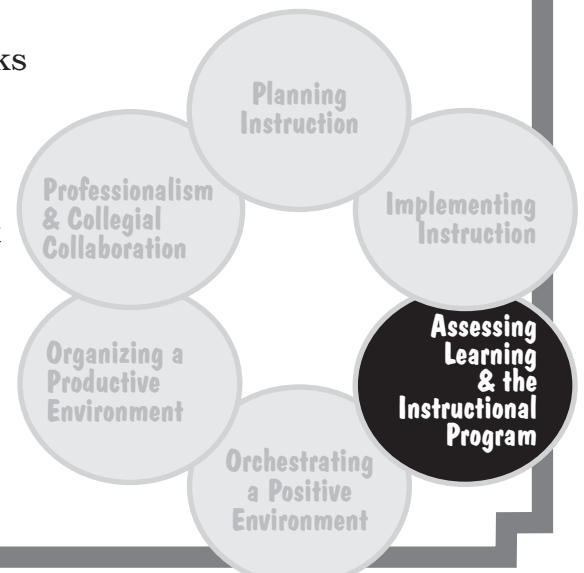 Planning
Instruction
Professionalism
& Collegial
Collaboration
Implementing
Instruction
Assessing
Learning
& the
Instructional
Program
Organizing a
Productive
Environment
Orchestrating
a Positive
Environment